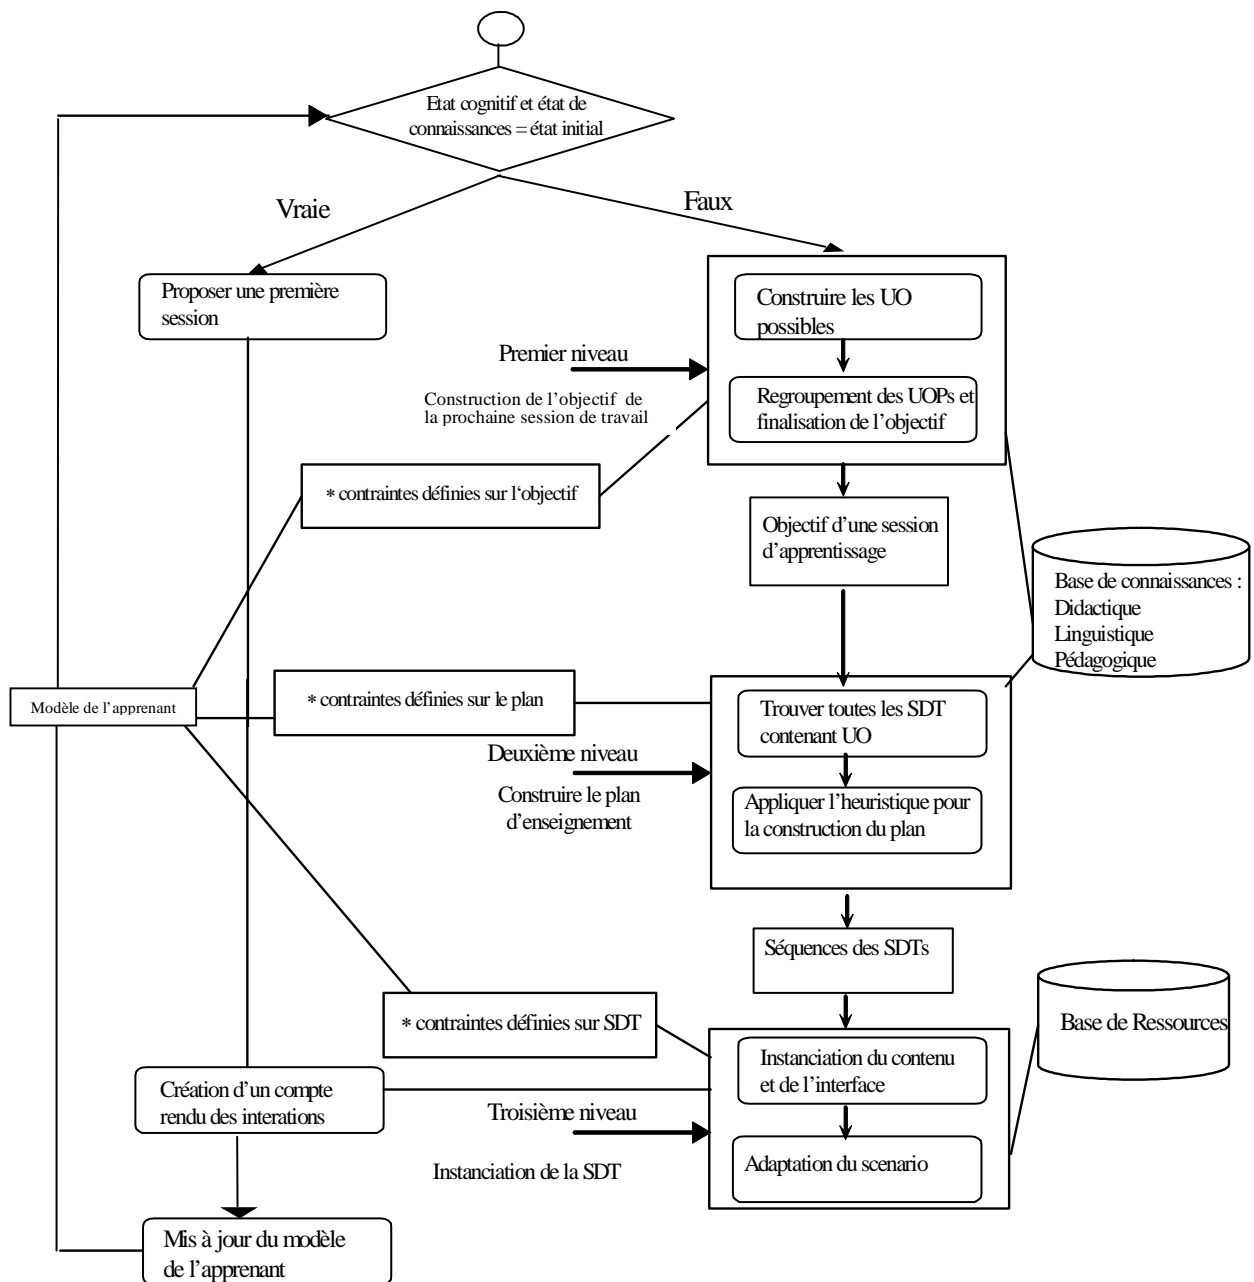 Etat cognitif et état de
connaissances = état initial
Vraie
Faux
Proposer une première
session
Construire les UO
possibles
Premier niveau
Construction de l’objectif de
la prochaine session de travail
Regroupement des UOPs et
finalisation de l’objectif
* contraintes définies sur l‘objectif
Objectif d’une session
d’apprentissage
Base de connaissances :
Didactique
Linguistique
Pédagogique
Modèle de l’apprenant
* contraintes définies sur le plan
Trouver toutes les SDT
contenant UO
Deuxième niveau
Construire le plan
d’enseignement
Appliquer l’heuristique pour
la construction du plan
Séquences des SDTs
* contraintes définies sur SDT
Base de Ressources
Instanciation du contenu
et de l’interface
Création d’un compte
rendu des interations
Troisième niveau
Instanciation de la SDT
Adaptation du scenario
Mis à jour du modèle
de l’apprenant